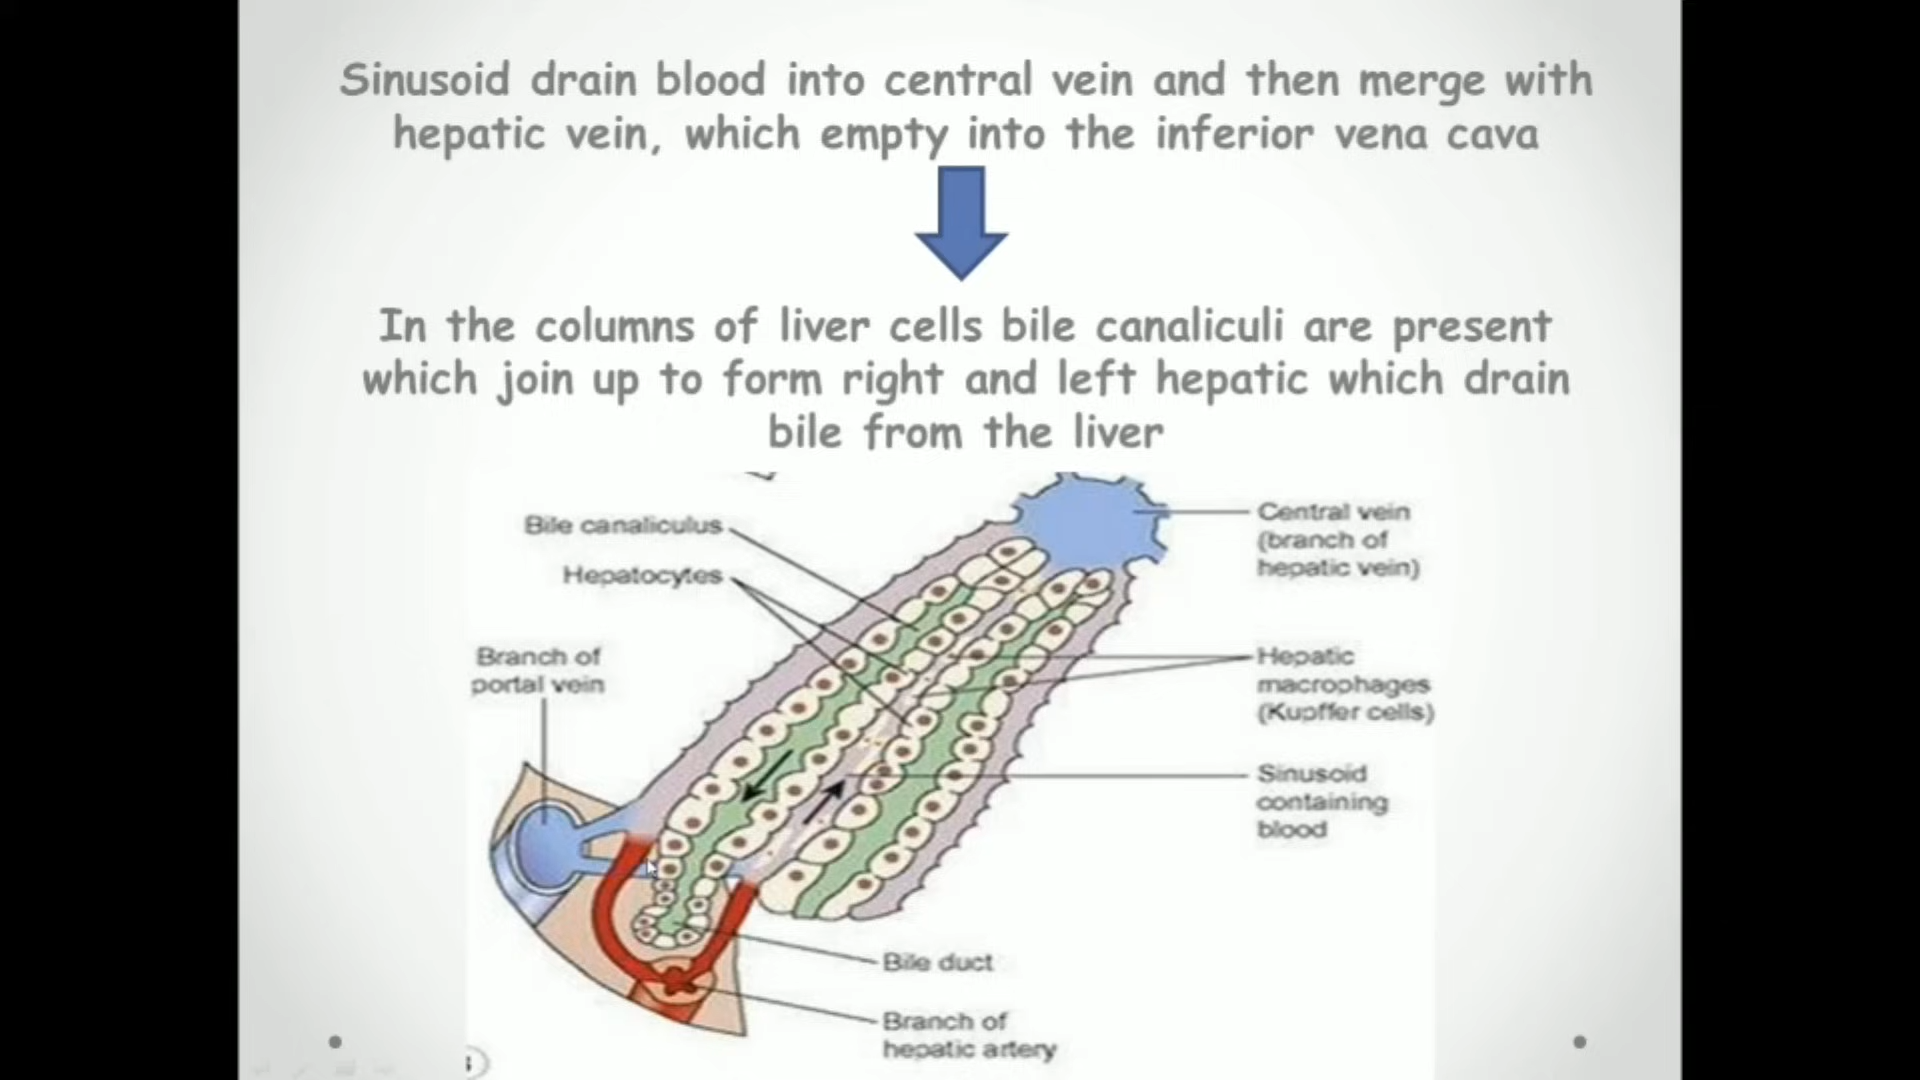 Sinusoid drain blood into central vein and then merge with
hepatic vein, which empty into the inferior vena cava
In the columns of liver cells bile canaliculi are present
which join up to form right and left hepatic which drain
bile from the liver
Bile canaliculus
Hepatocytes
Branch of
portal vein
Central vein
(branch of
hepatic vein)
Hepatic
macrophages
(Kupffer cells)
Sinusoid
containing
blood
Bile duct
Branch of
hepatic artery